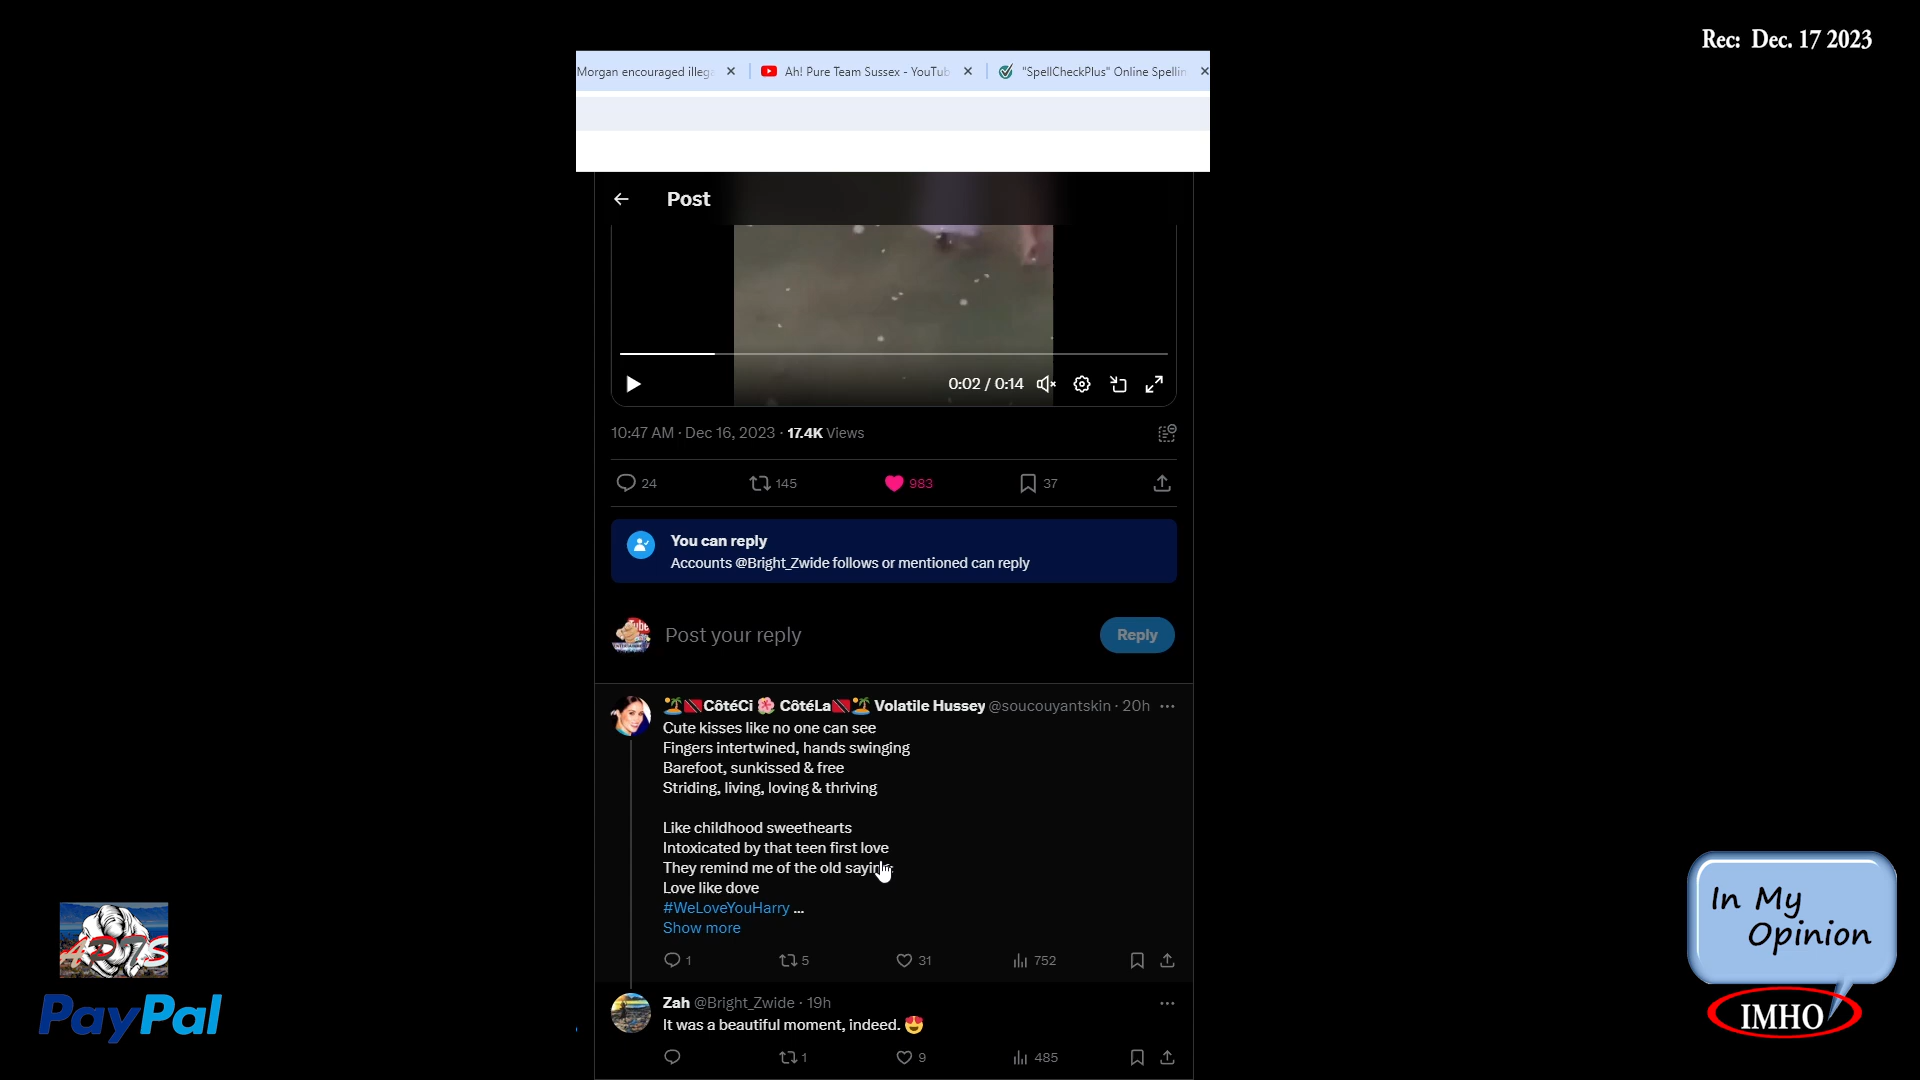 Rec: Dec. 17 2023
Morgan encouraged illega
Ah! Pure Team Sussex - YouTub
"SpellCheckPlus" Online Spellin
Post
0:02 / 0:14
10:47 AM · Dec 16, 2023 · 17.4K Views
24 145 983 37
You can reply
Accounts @Bright_Zwide follows or mentioned can reply
Post your reply
Reply
CôtéCi CôtéLa Volatile Hussey @soucouyantskin · 20h
Cute kisses like no one can see
Fingers intertwined, hands swinging
Barefoot, sunkissed & free
Striding, living, loving & thriving
Like childhood sweethearts
Intoxicated by that teen first love
They remind me of the old saying
Love like dove
#WeLoveYouHarry ...
Show more
1 5 31 752
Zah @Bright_Zwide · 19h
It was a beautiful moment, indeed. 😍
1 9 485
PayPal
In My
Opinion
IMHO